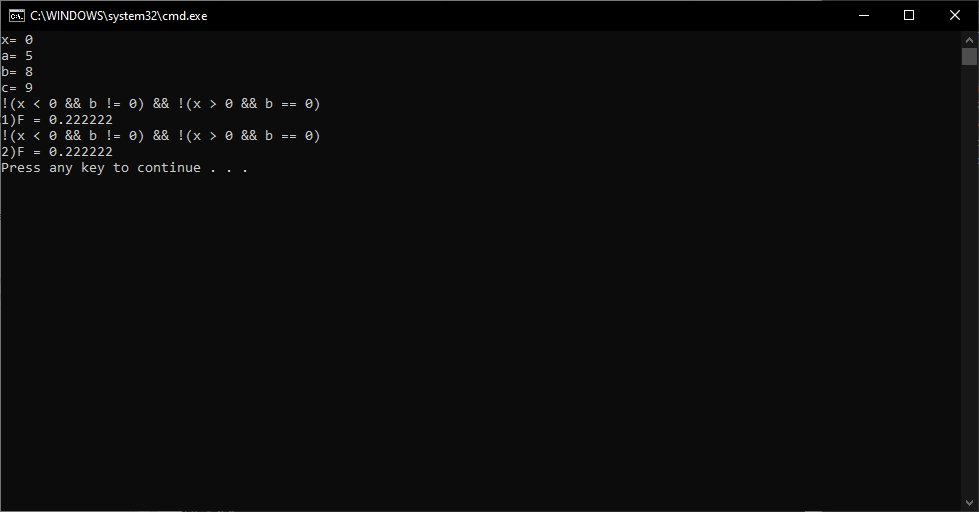 C:\WINDOWS\system32\cmd.exe
x= 0
a= 5
b= 8
c= 9
!(x < 0 && b != 0) && !(x > 0 && b == 0)
1)F = 0.222222
!(x < 0 && b != 0) && !(x > 0 && b == 0)
2)F = 0.222222
Press any key to continue . . .